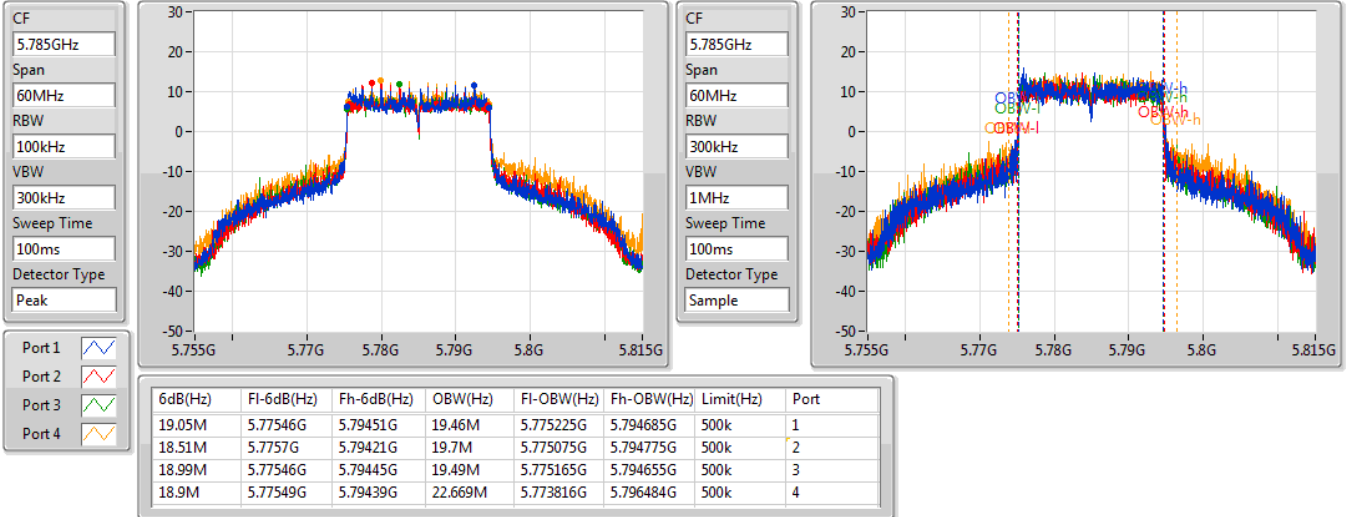 CF
5.785GHz
Span
60MHz
RBW
100kHz
VBW
300kHz
Sweep Time
100ms
Detector Type
Peak
30
20
10
0
-10
-20
-30
-40
-50
5.755G 5.77G 5.78G 5.79G 5.8G 5.815G
CF
5.785GHz
Span
60MHz
RBW
300kHz
VBW
1MHz
Sweep Time
100ms
Detector Type
Sample
30
20
10
0
-10
-20
-30
-40
-50
OBW-h
OBW-l OBW-h
OBW-h
OBW-l OBW-h
5.755G 5.77G 5.78G 5.79G 5.8G 5.815G
Port 1
Port 2
Port 3
Port 4
6dB(Hz) Fl-6dB(Hz) Fh-6dB(Hz) OBW(Hz) Fl-OBW(Hz) Fh-OBW(Hz) Limit(Hz) Port
19.05M 5.77546G 5.79451G 19.46M 5.775225G 5.794685G 500k 1
18.51M 5.7757G 5.79421G 19.7M 5.775075G 5.794775G 500k 2
18.99M 5.77546G 5.79445G 19.49M 5.775165G 5.794655G 500k 3
18.9M 5.77549G 5.79439G 22.669M 5.773816G 5.796484G 500k 4